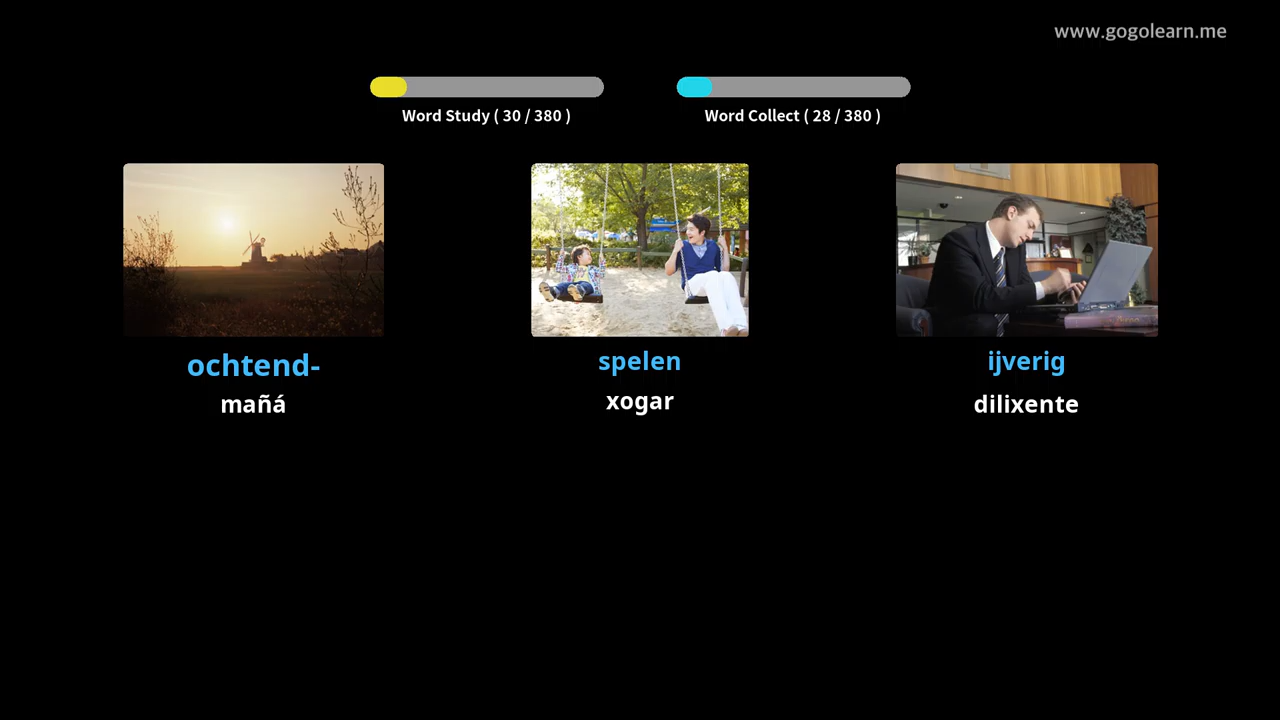 www.gogolearn.me
Word Study ( 30 / 380 )
Word Collect ( 28 / 380 )
ochtend-
mañá
spelen
xogar
ijverig
dilixente